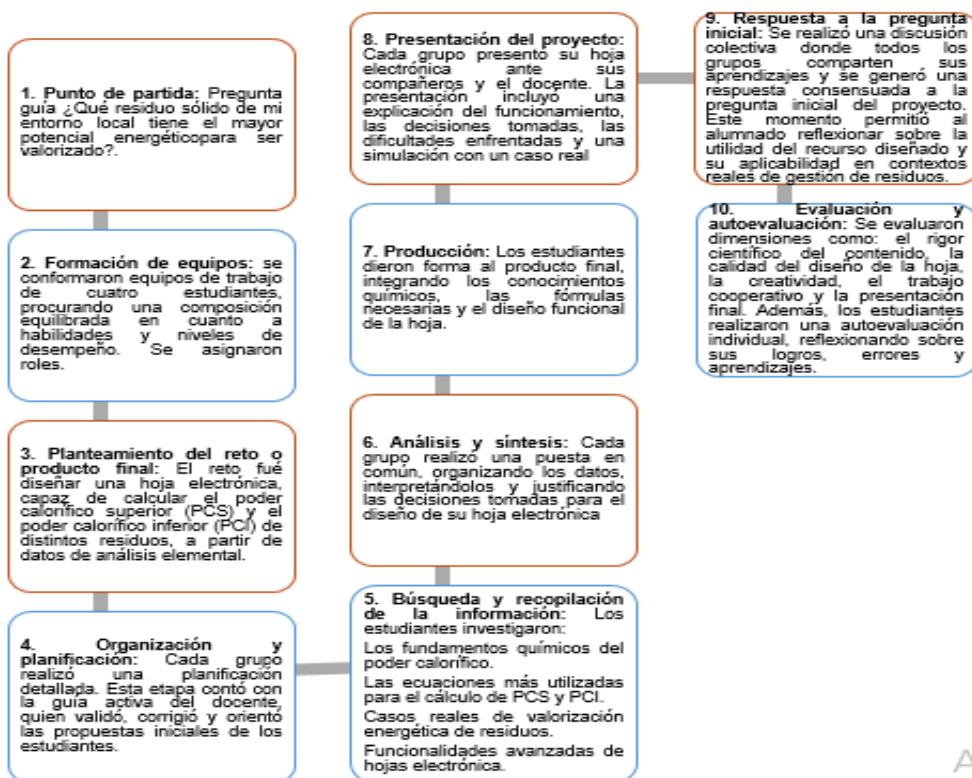 1. Punto de partida: Pregunta
guía ¿Qué residuo sólido de mi
entorno local tiene el mayor
potencial energéticopara ser
valorizado?.
2. Formación de equipos: se
conformaron equipos de trabajo
de cuatro estudiantes,
procurando una composición
equilibrada en cuanto a
habilidades y niveles de
desempeño. Se asignaron
roles.
3. Planteamiento del reto o
producto final: El reto fué
diseñar una hoja electrónica,
capaz de calcular el poder
calorífico superior (PCS) y el
poder calorífico inferior (PCI) de
distintos residuos, a partir de
datos de análisis elemental.
4. Organización y
planificación: Cada grupo
realizó una planificación
detallada. Esta etapa contó con
la guía activa del docente,
quien validó, corrigió y orientó
las propuestas iniciales de los
estudiantes.
5. Búsqueda y recopilación
de la información: Los
estudiantes investigaron:
Los fundamentos químicos del
poder calorífico.
Las ecuaciones más utilizadas
para el cálculo de PCS y PCI.
Casos reales de valorización
energética de residuos.
Funcionalidades avanzadas de
hojas electrónica.
6. Análisis y síntesis: Cada
grupo realizó una puesta en
común, organizando los datos,
interpretándolos y justificando
las decisiones tomadas para el
diseño de su hoja electrónica
7. Producción: Los estudiantes
dieron forma al producto final,
integrando los conocimientos
químicos, las fórmulas
necesarias y el diseño funcional
de la hoja.
8. Presentación del proyecto:
Cada grupo presentó su hoja
electrónica ante sus
compañeros y el docente. La
presentación incluyó una
explicación del funcionamiento,
las decisiones tomadas, las
dificultades enfrentadas y una
simulación con un caso real
9. Respuesta a la pregunta
inicial: Se realizó una discusión
colectiva donde todos los
grupos comparten sus
aprendizajes y se generó una
respuesta consensuada a la
pregunta inicial del proyecto.
Este momento permitió al
alumnado reflexionar sobre la
utilidad del recurso diseñado y
su aplicabilidad en contextos
reales de gestión de residuos.
10. Evaluación y
autoevaluación: Se evaluaron
dimensiones como: el rigor
científico del contenido, la
calidad del diseño de la hoja,
la creatividad, el trabajo
cooperativo y la presentación
final. Además, los estudiantes
realizaron una autoevaluación
individual, reflexionando sobre
sus logros, errores y
aprendizajes.
A